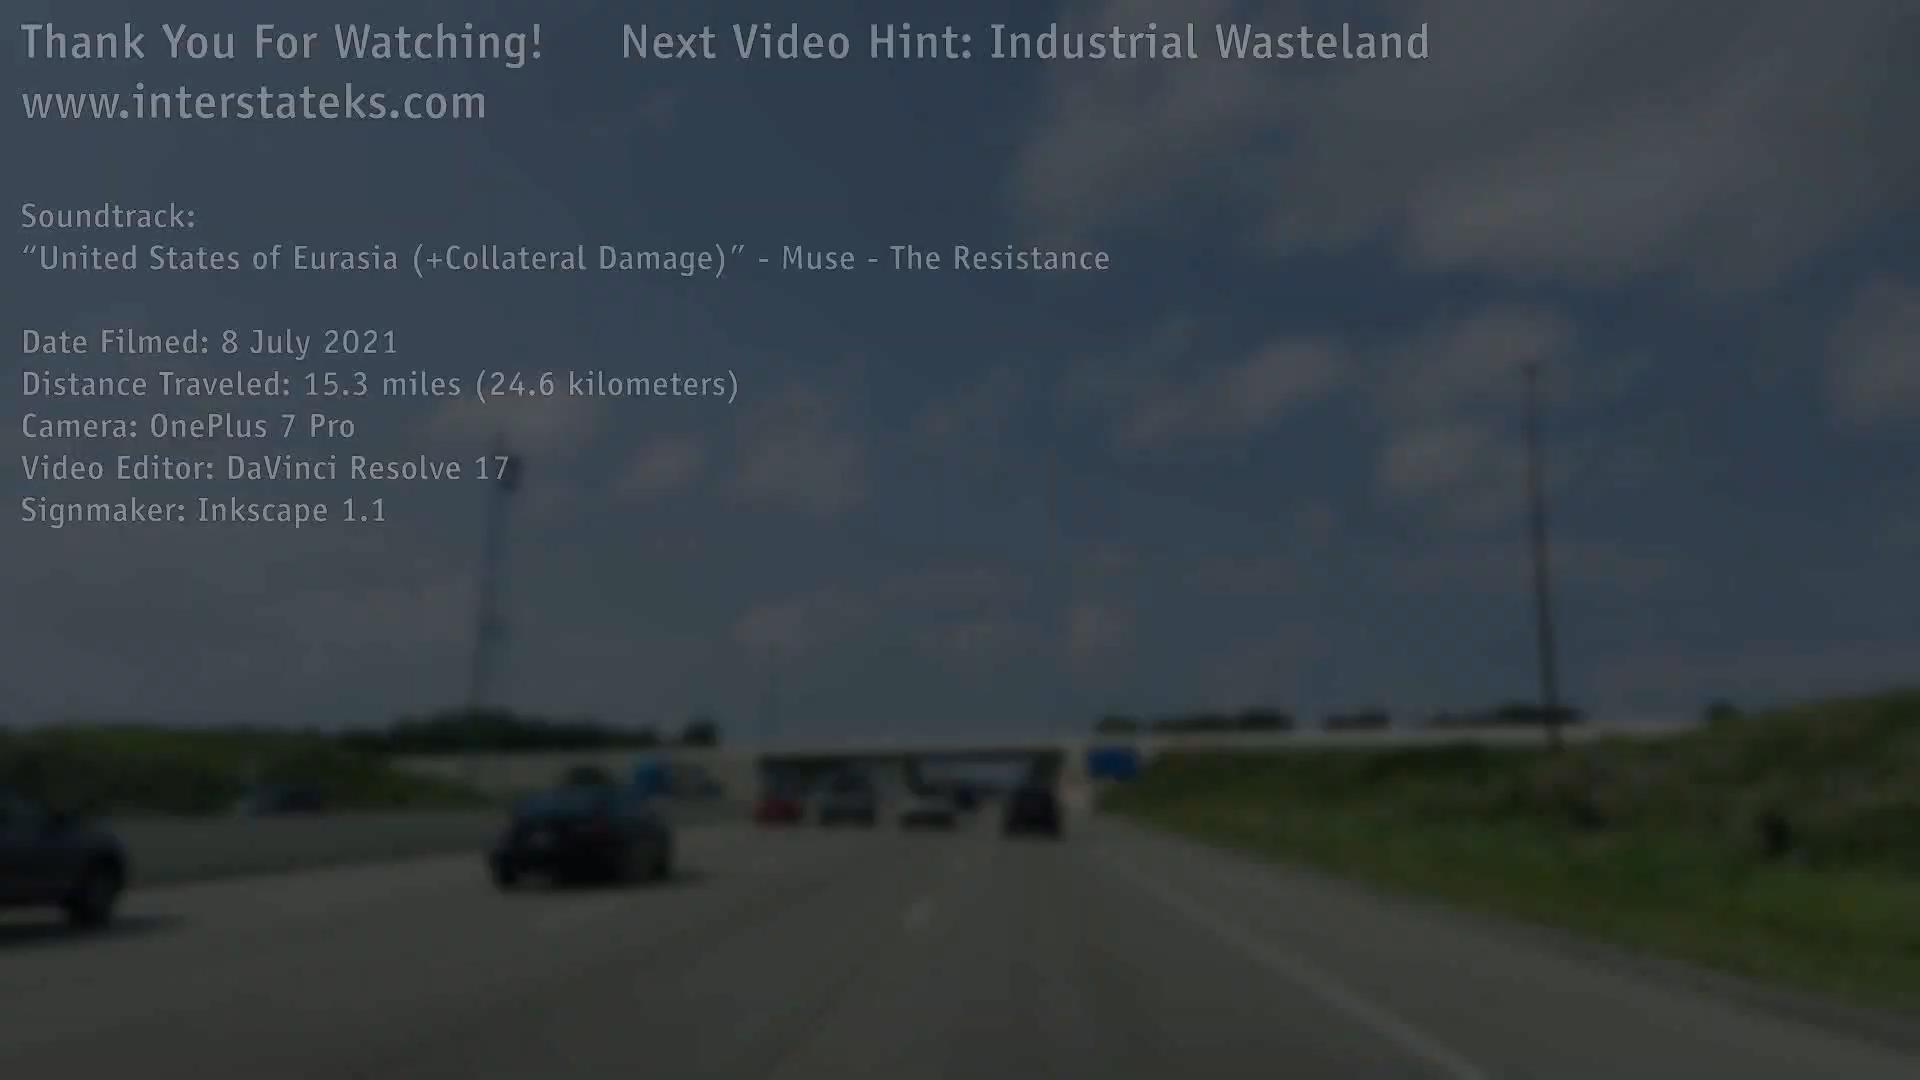 Thank You For Watching! Next Video Hint: Industrial Wasteland
www.interstateks.com
Soundtrack:
“United States of Eurasia (+Collateral Damage)” - Muse - The Resistance
Date Filmed: 8 July 2021
Distance Traveled: 15.3 miles (24.6 kilometers)
Camera: OnePlus 7 Pro
Video Editor: DaVinci Resolve 17
Signmaker: Inkscape 1.1